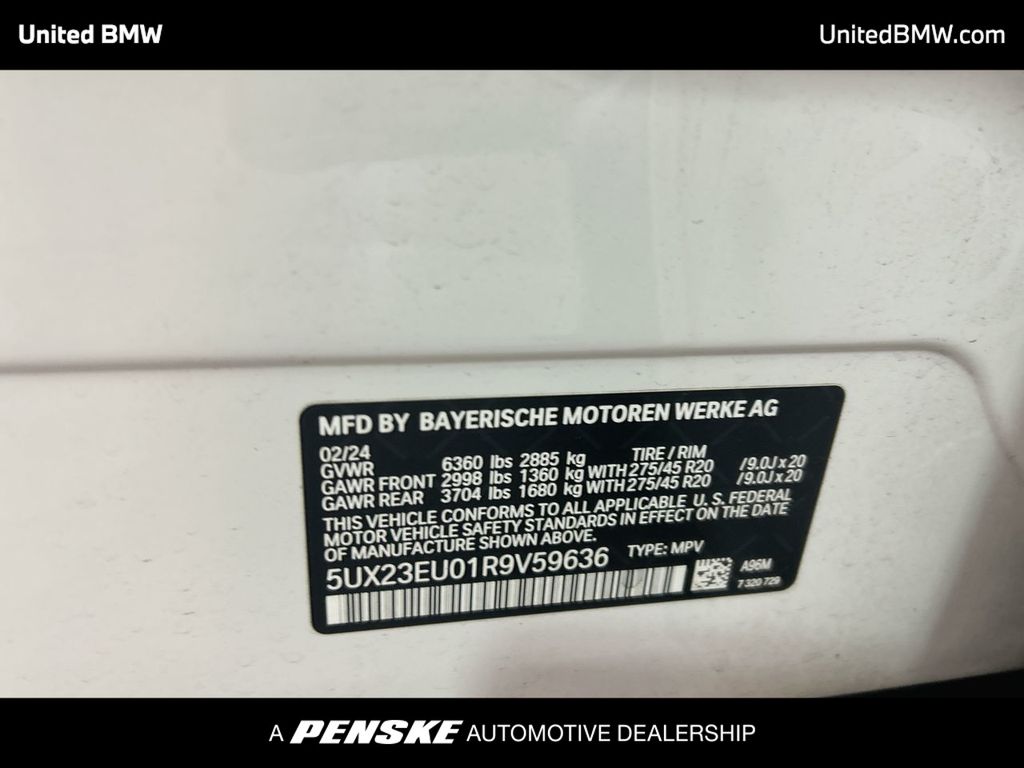 United BMW
UnitedBMW.com
MFD BY BAYERISCHE MOTOREN WERKE AG
02/24 TIRE / RIM
GVWR 6360 lbs 2885 kg
GAWR FRONT 2998 lbs 1360 kg WITH 275/45 R20 /9.0J x 20
GAWR REAR 3704 lbs 1680 kg WITH 275/45 R20 /9.0J x 20
THIS VEHICLE CONFORMS TO ALL APPLICABLE U. S. FEDERAL
MOTOR VEHICLE SAFETY STANDARDS IN EFFECT ON THE DATE
OF MANUFACTURE SHOWN ABOVE.
5UX23EU01R9V59636 TYPE: MPV
A96M
7 320 729
A PENSKE AUTOMOTIVE DEALERSHIP